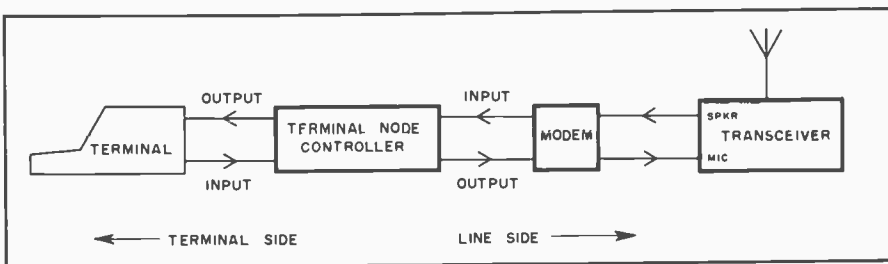 OUTPUT
INPUT
SPKR
TERMINAL
TERMINAL NODE
CONTROLLER
MODEM
TRANSCEIVER
MIC
INPUT
OUTPUT
TERMINAL SIDE
LINE SIDE